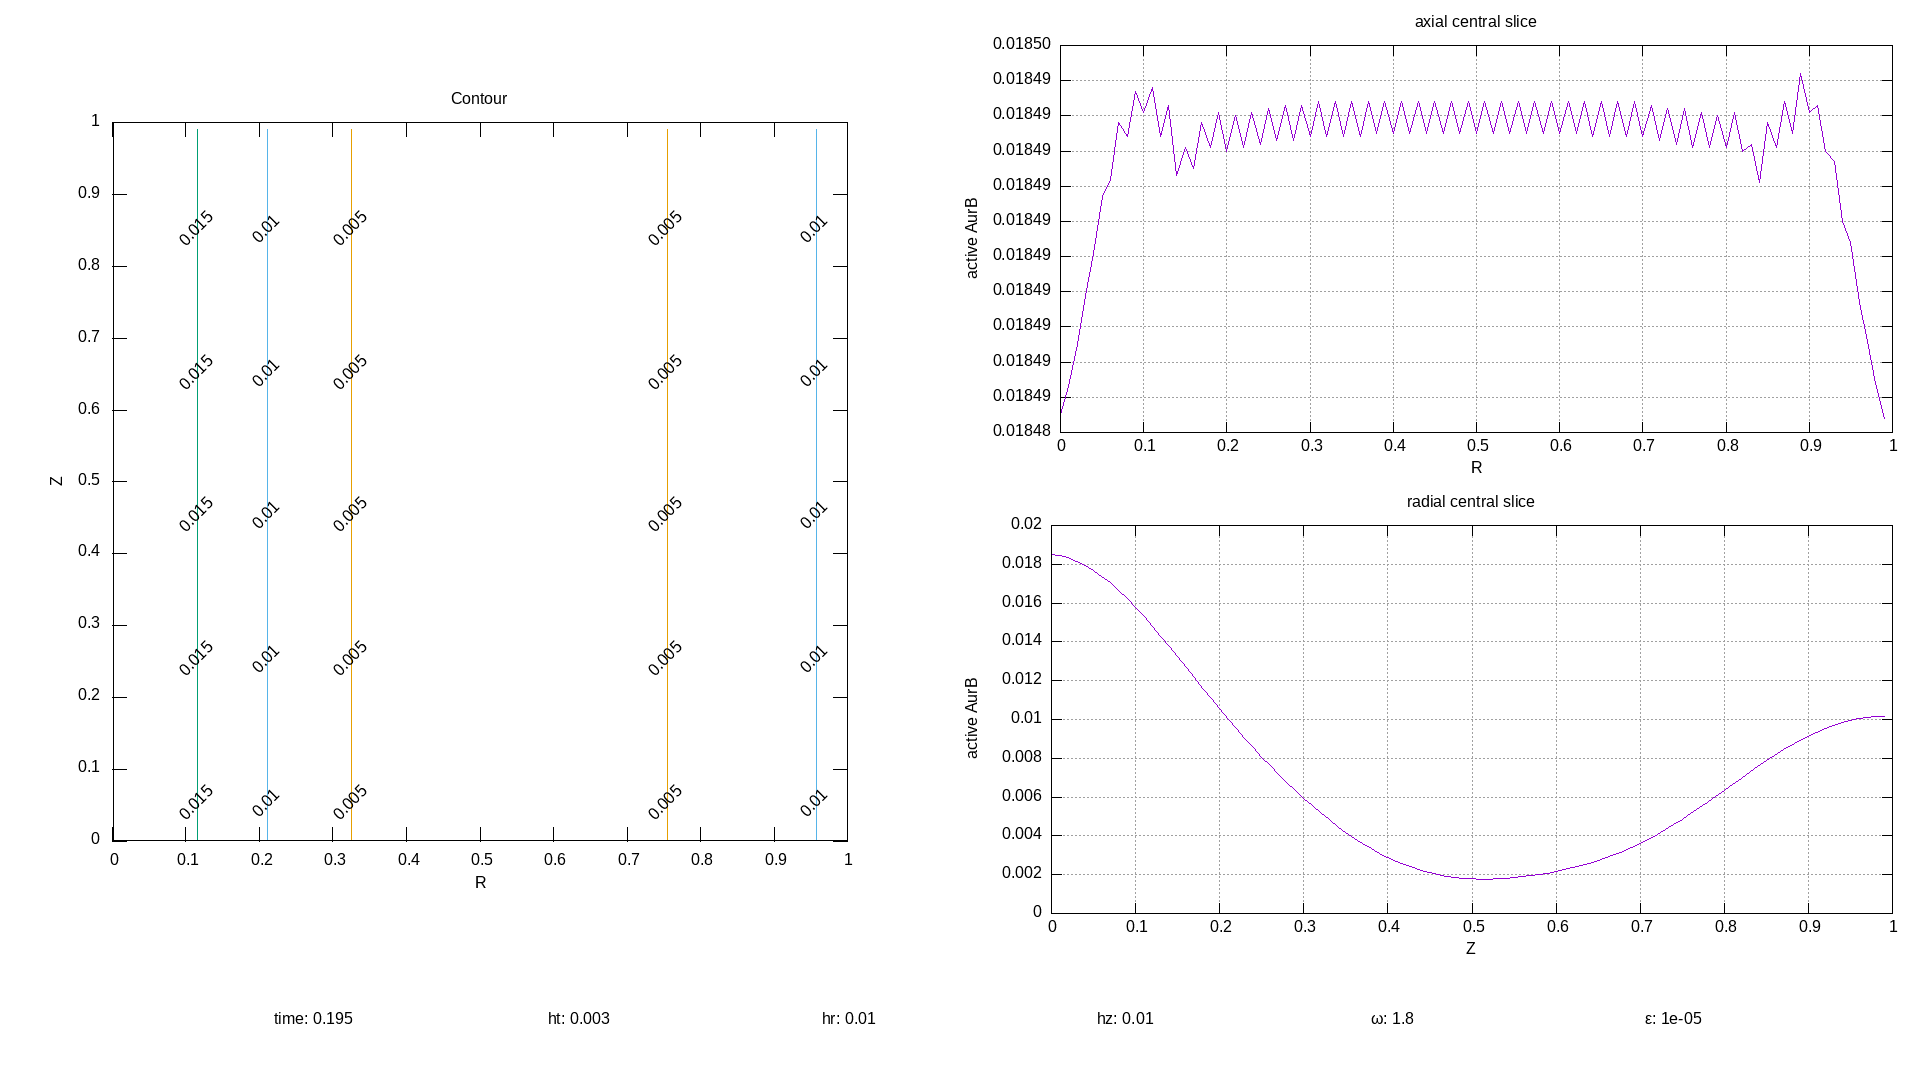 Contour
1
0.9
0.8
0.7
0.6
0.5
0.4
0.3
0.2
0.1
0
Z
0.015 0.01 0.005 0.005 0.01
0.015 0.01 0.005 0.005 0.01
0.015 0.01 0.005 0.005 0.01
0.015 0.01 0.005 0.005 0.01
0.015 0.01 0.005 0.005 0.01
0 0.1 0.2 0.3 0.4 0.5 0.6 0.7 0.8 0.9 1
R
axial central slice
0.01850
0.01849
0.01849
0.01849
0.01849
0.01849
0.01849
0.01849
0.01849
0.01849
0.01849
0.01848
active AurB
0 0.1 0.2 0.3 0.4 0.5 0.6 0.7 0.8 0.9 1
R
radial central slice
0.02
0.018
0.016
0.014
0.012
0.01
0.008
0.006
0.004
0.002
0
active AurB
0 0.1 0.2 0.3 0.4 0.5 0.6 0.7 0.8 0.9 1
Z
time: 0.195 ht: 0.003 hr: 0.01 hz: 0.01 ω: 1.8 ε: 1e-05